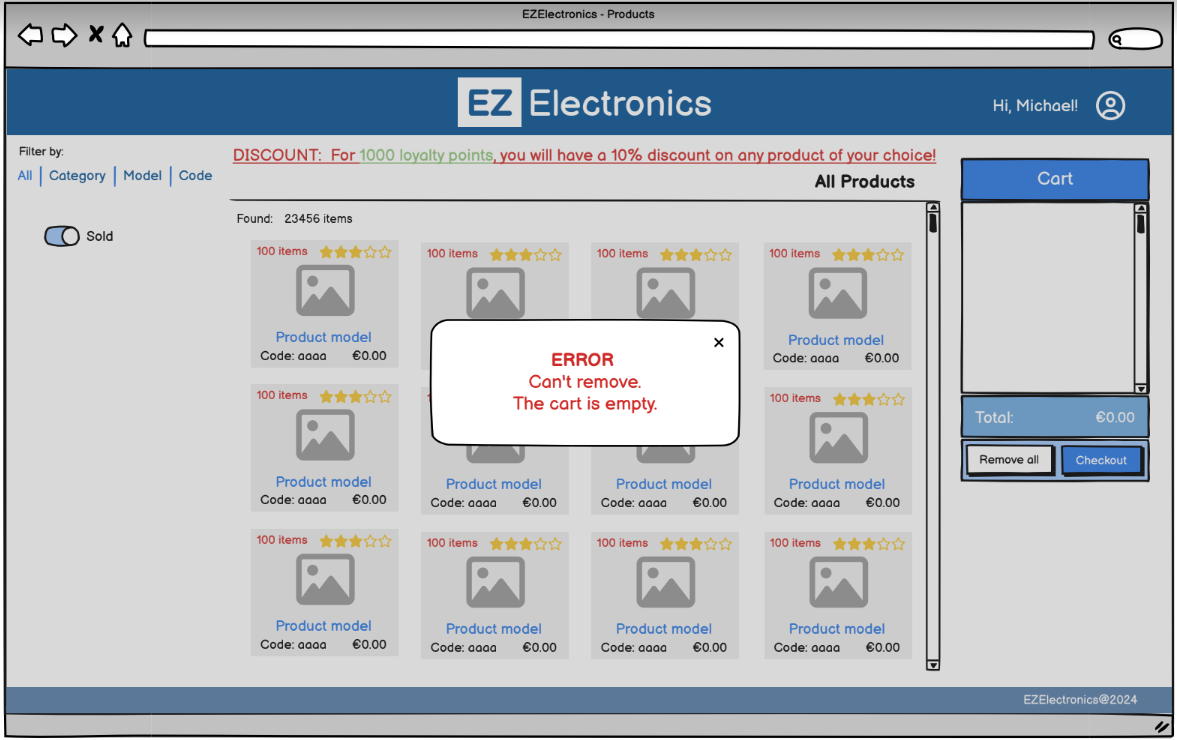 EZElectronics - Products
EZ Electronics
Hi, Michael!
Filter by:
All | Category | Model | Code
Sold
DISCOUNT: For 1000 loyalty points, you will have a 10% discount on any product of your choice!
All Products
Found: 23456 items
100 items
Product model
Code: aaaa €0.00
100 items
100 items
100 items
Product model
Code: aaaa €0.00
100 items
Product model
Code: aaaa €0.00
Product model
Code: aaaa €0.00
Product model
Code: aaaa €0.00
100 items
Product model
Code: aaaa €0.00
100 items
Product model
Code: aaaa €0.00
100 items
Product model
Code: aaaa €0.00
100 items
Product model
Code: aaaa €0.00
100 items
Product model
Code: aaaa €0.00
ERROR
Can't remove.
The cart is empty.
Cart
Total: €0.00
Remove all
Checkout
EZElectronics@2024